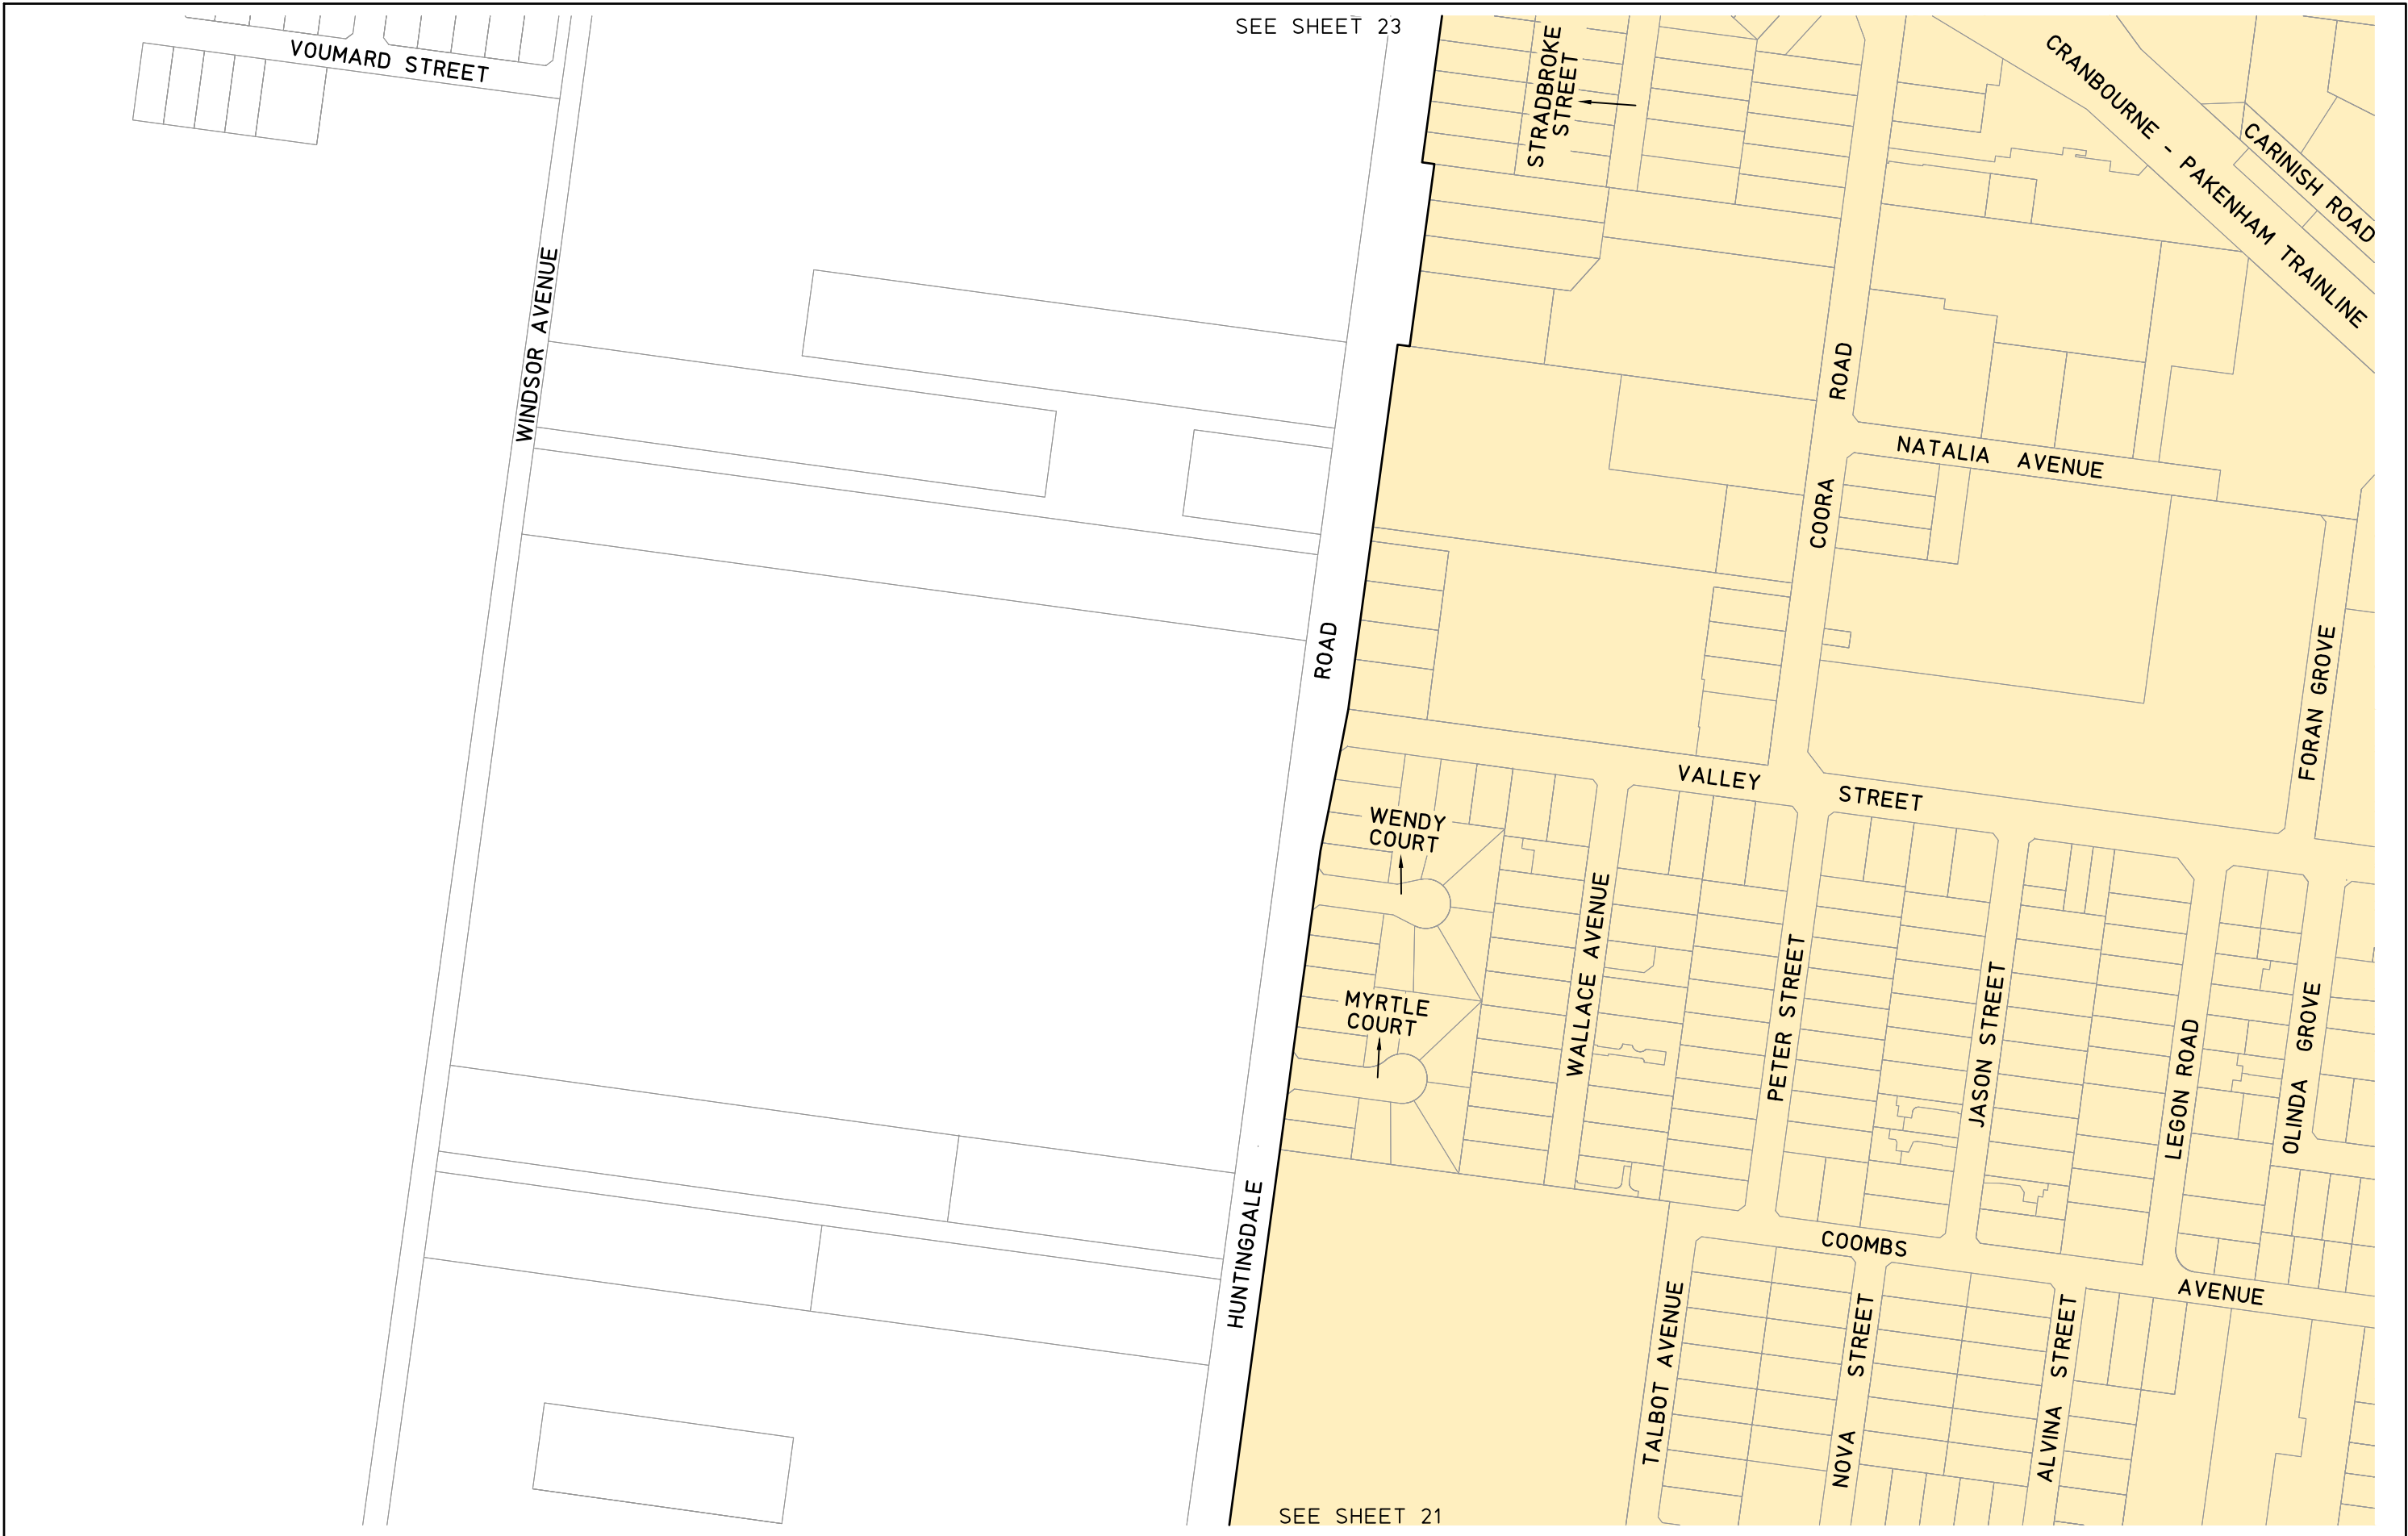 SEE SHEET 23
VOUMARD STREET
STRADBROKE
STREET
CRANBOURNE - PAKENHAM TRAINLINE
CARINISH ROAD
WINDSOR AVENUE
COORA ROAD
NATALIA AVENUE
HUNTINGDALE ROAD
FORAN GROVE
VALLEY STREET
WENDY
COURT
WALLACE AVENUE
PETER STREET
JASON STREET
LEGON ROAD
OLINDA GROVE
MYRTLE
COURT
COOMBS AVENUE
TALBOT AVENUE
NOVA STREET
ALVINA STREET
SEE SHEET 21